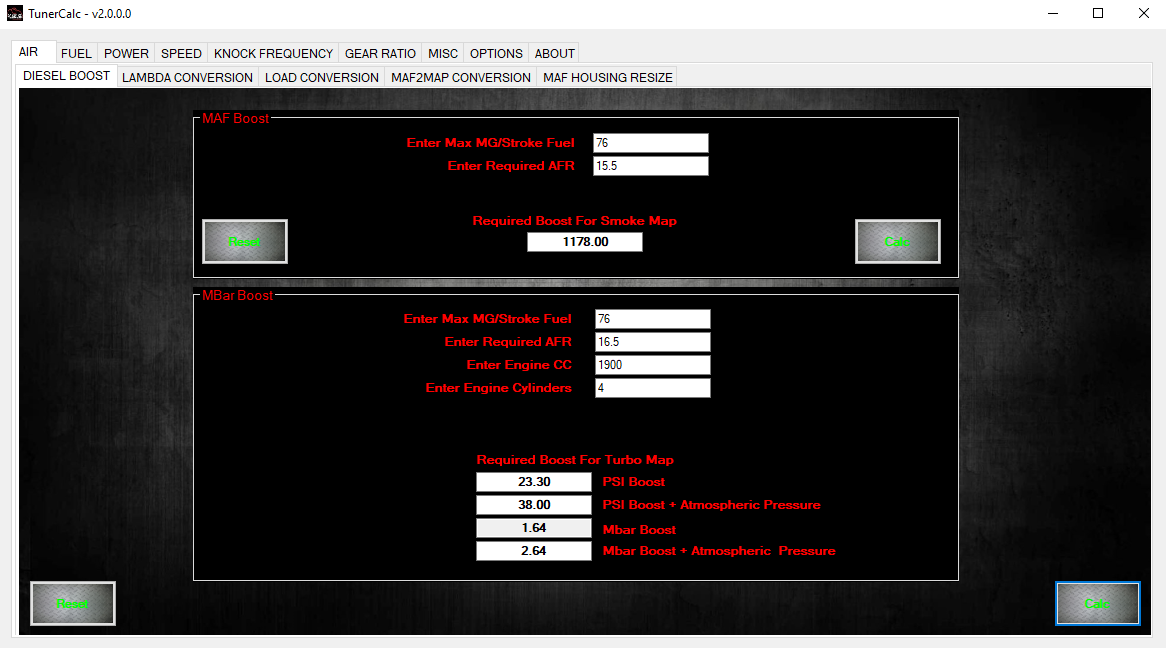 TunerCalc - v2.0.0.0
AIR FUEL POWER SPEED KNOCK FREQUENCY GEAR RATIO MISC OPTIONS ABOUT
DIESEL BOOST LAMBDA CONVERSION LOAD CONVERSION MAF2MAP CONVERSION MAF HOUSING RESIZE
MAF Boost
Enter Max MG/Stroke Fuel 76
Enter Required AFR 15.5
Required Boost For Smoke Map
Reset 1178.00 Calc
MBar Boost
Enter Max MG/Stroke Fuel 76
Enter Required AFR 16.5
Enter Engine CC 1900
Enter Engine Cylinders 4
Required Boost For Turbo Map
23.30 PSI Boost
38.00 PSI Boost + Atmospheric Pressure
1.64 Mbar Boost
2.64 Mbar Boost + Atmospheric Pressure
Reset Calc